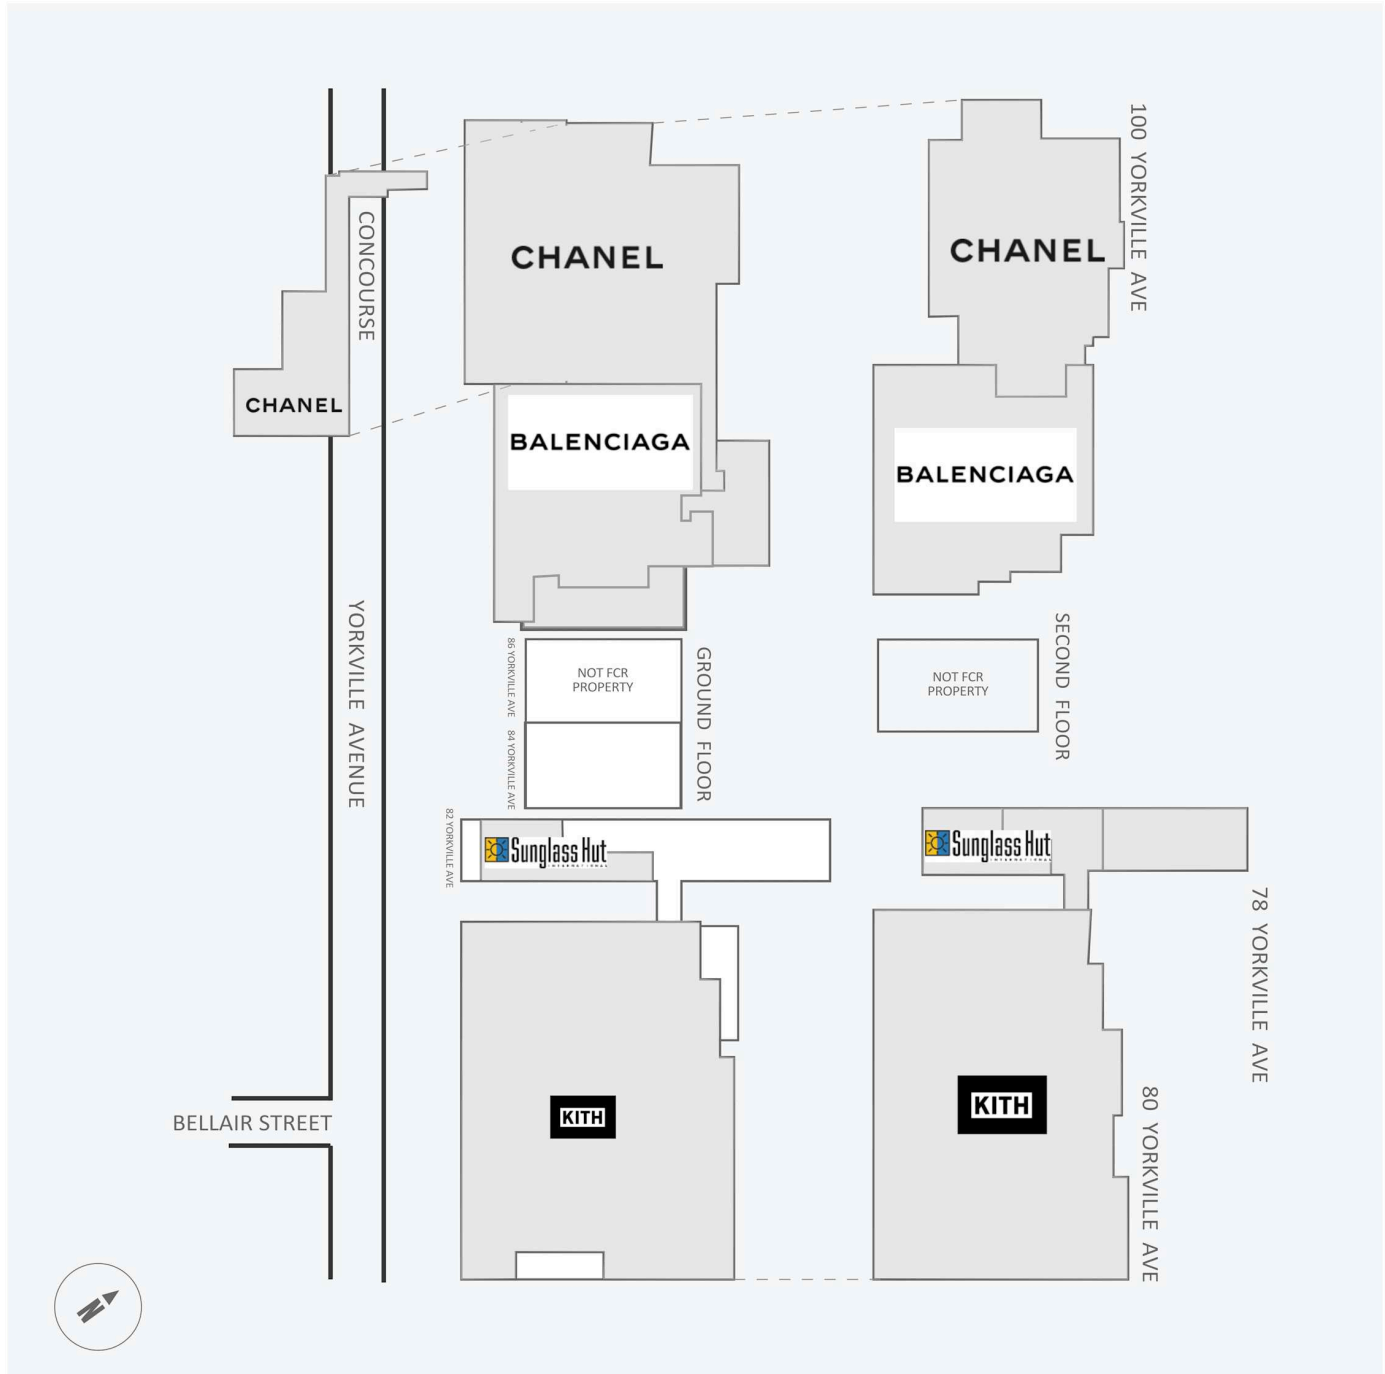 100 YORKVILLE AVE
CONCOURSE
CHANEL
CHANEL
CHANEL
BALENCIAGA
BALENCIAGA
YORKVILLE AVENUE
86 YORKVILLE AVE
NOT FCR
PROPERTY
GROUND FLOOR
NOT FCR
PROPERTY
SECOND FLOOR
84 YORKVILLE AVE
82 YORKVILLE AVE
Sunglass Hut
INTERNATIONAL
Sunglass Hut
INTERNATIONAL
78 YORKVILLE AVE
KITH
KITH
80 YORKVILLE AVE
BELLAIR STREET
N